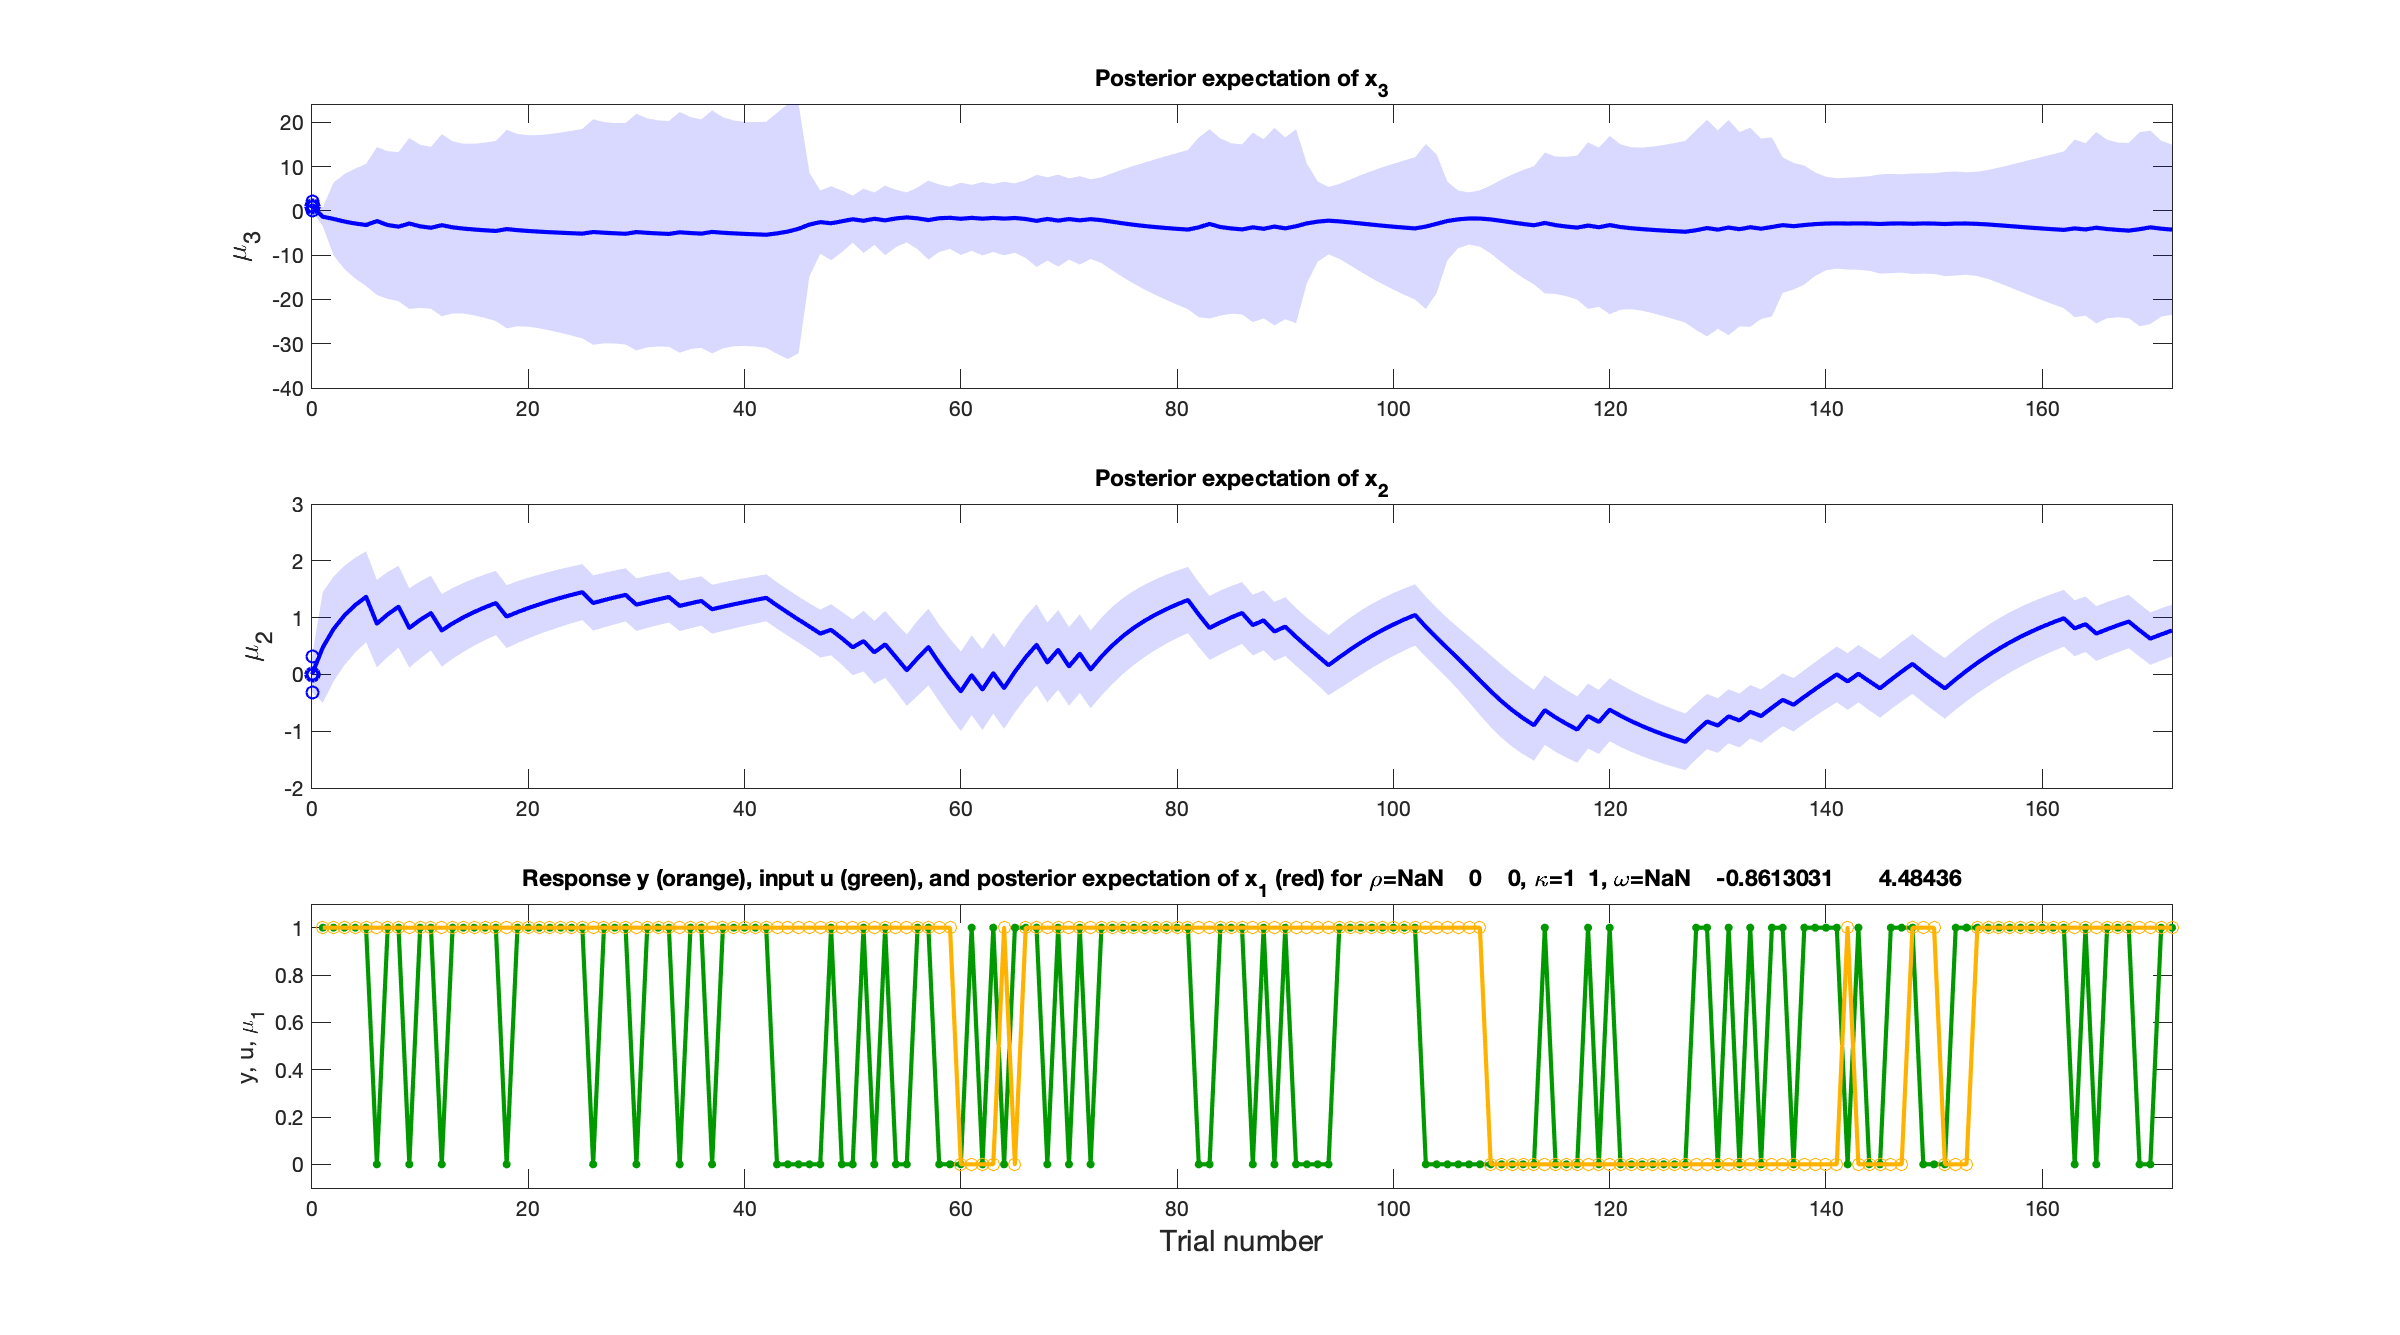 Posterior expectation of x3
20
10
0
-10
-20
-30
-40
μ3
0 20 40 60 80 100 120 140 160
Posterior expectation of x2
3
2
1
0
-1
-2
μ2
0 20 40 60 80 100 120 140 160
Response y (orange), input u (green), and posterior expectation of x1 (red) for ρ=NaN 0 0, κ=1 1, ω=NaN -0.8613031 4.48436
1
0.8
0.6
0.4
0.2
0
y, u, μ1
0 20 40 60 80 100 120 140 160
Trial number